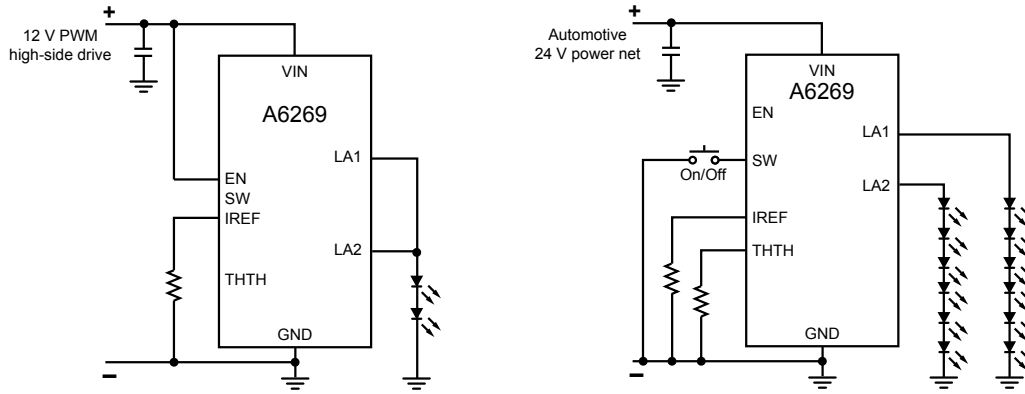 +
12 V PWM
high-side drive
VIN
A6269
LA1
EN
SW
IREF
LA2
THTH
GND
–
+
Automotive
24 V power net
VIN
A6269
EN
LA1
SW
On/Off
LA2
IREF
THTH
GND
–